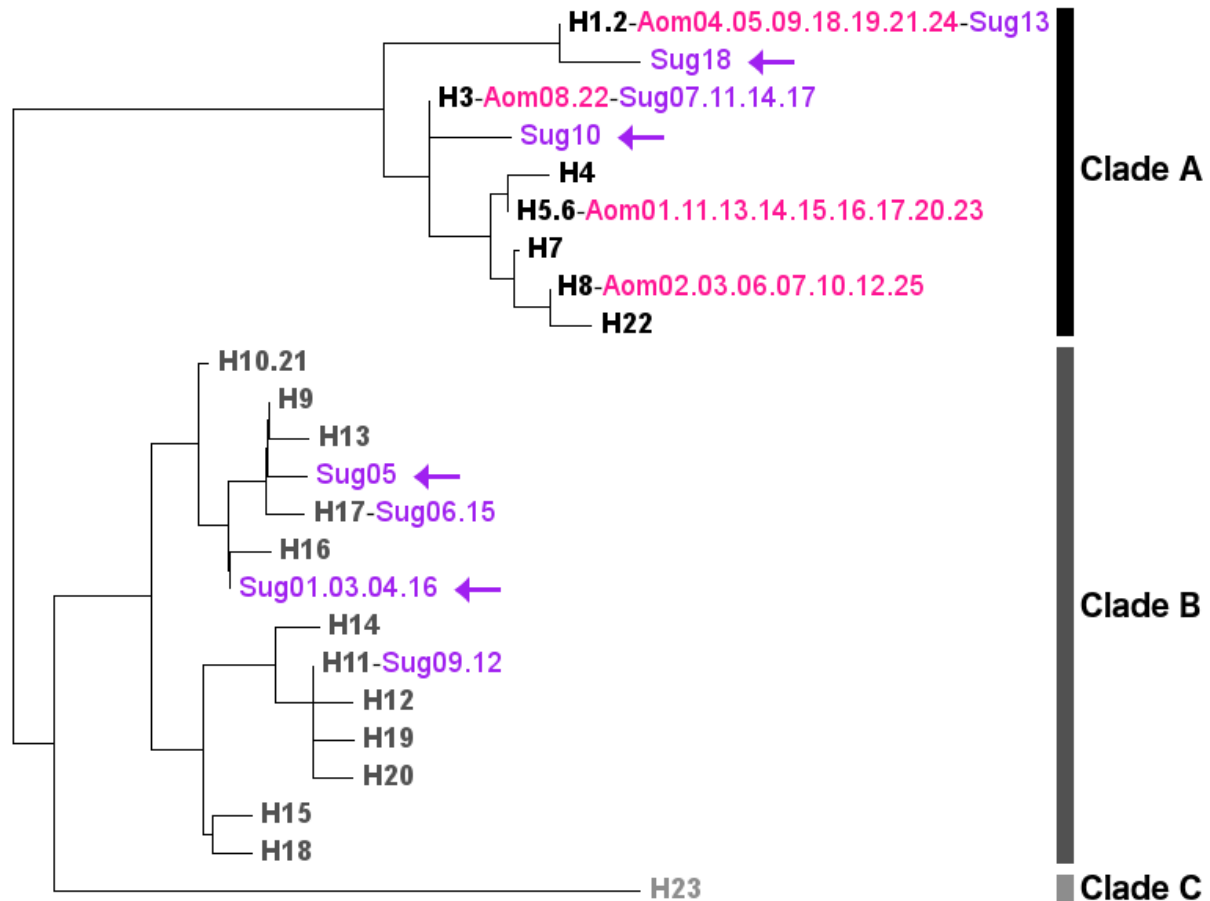 H1.2-Aom04.05.09.18.19.21.24-Sug13
Sug18
H3-Aom08.22-Sug07.11.14.17
Sug10
H4
Clade A
H5.6-Aom01.11.13.14.15.16.17.20.23
H7
H8-Aom02.03.06.07.10.12.25
H22
H10.21
H9
H13
Sug05
H17-Sug06.15
H16
Sug01.03.04.16
Clade B
H14
H11-Sug09.12
H12
H19
H20
H15
H18
H23
Clade C